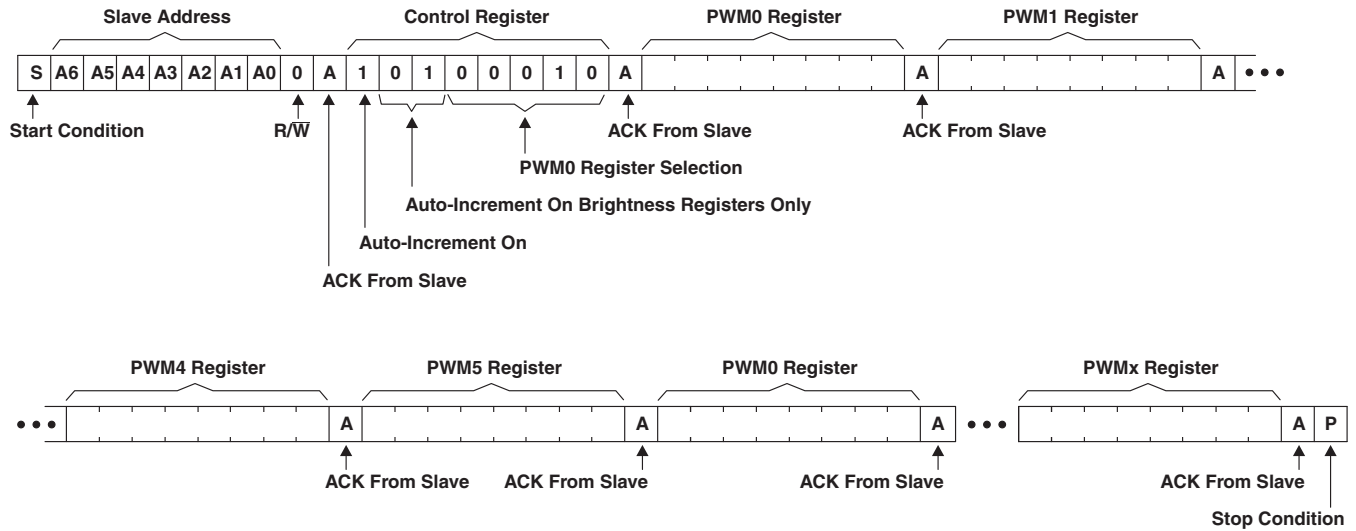 Slave Address Control Register PWM0 Register PWM1 Register
S A6 A5 A4 A3 A2 A1 A0 0 A 1 0 1 0 0 0 1 0 A A A •••
Start Condition R/W̅ ACK From Slave ACK From Slave
PWM0 Register Selection
Auto-Increment On Brightness Registers Only
Auto-Increment On
ACK From Slave
PWM4 Register PWM5 Register PWM0 Register PWMx Register
••• A A A ••• A P
ACK From Slave ACK From Slave ACK From Slave ACK From Slave
Stop Condition